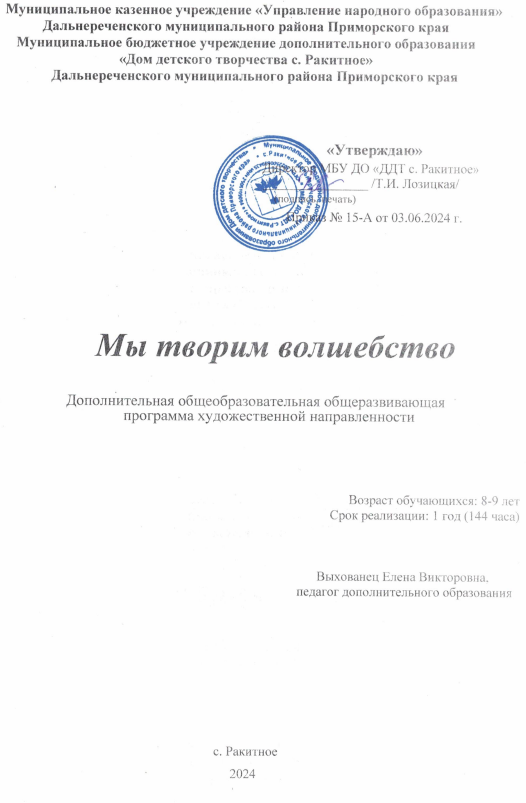 Муниципальное казенное учреждение «Управление народного образования»
Дальнереченского муниципального района Приморского края
Муниципальное бюджетное учреждение дополнительного образования
«Дом детского творчества с. Ракитное»
Дальнереченского муниципального района Приморского края
«Утверждаю»
Директор МБУ ДО «ДДТ с. Ракитное»
/Т.И. Лозицкая/
(подпись, печать)
Приказ № 15-А от 03.06.2024 г.
Мы творим волшебство
Дополнительная общеобразовательная общеразвивающая
программа художественной направленности
Возраст обучающихся: 8-9 лет
Срок реализации: 1 год (144 часа)
Выхованец Елена Викторовна,
педагог дополнительного образования
с. Ракитное
2024